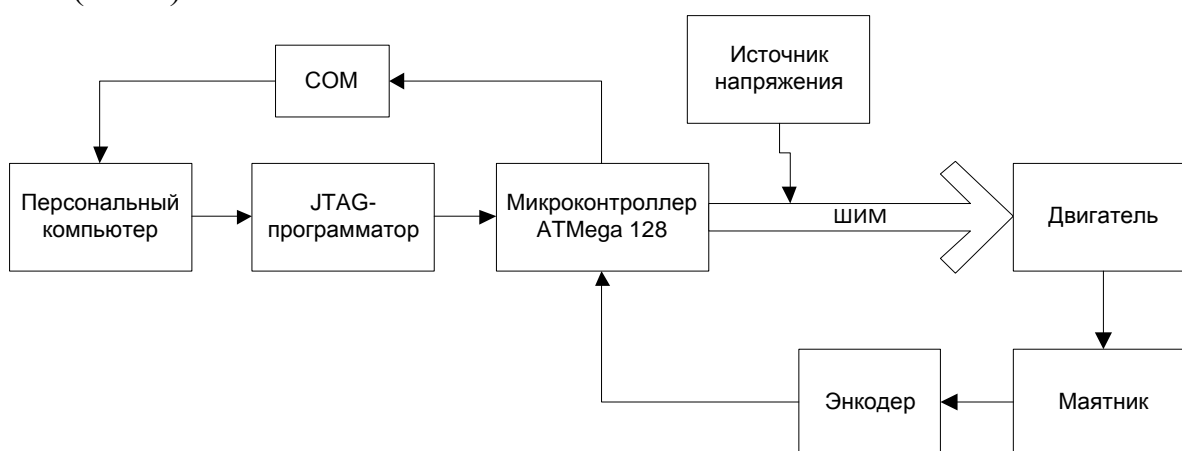 COM
Источник
напряжения
Персональный
компьютер
JTAG-
программатор
Микроконтроллер
ATMega 128
ШИМ
Двигатель
Энкодер
Маятник